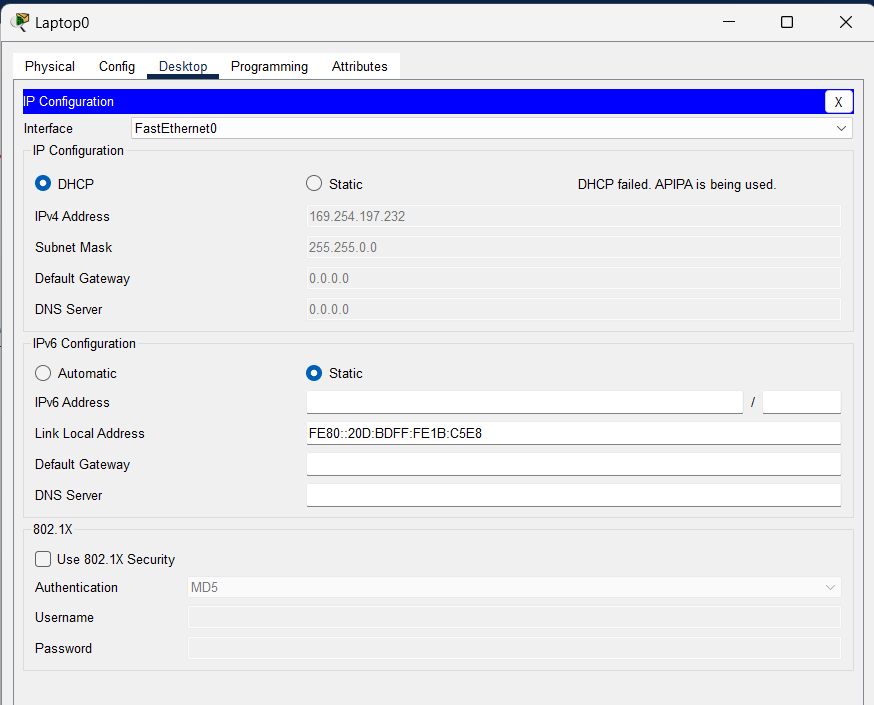 Laptop0
Physical Config Desktop Programming Attributes
IP Configuration X
Interface FastEthernet0
IP Configuration
DHCP Static DHCP failed. APIPA is being used.
IPv4 Address 169.254.197.232
Subnet Mask 255.255.0.0
Default Gateway 0.0.0.0
DNS Server 0.0.0.0
IPv6 Configuration
Automatic Static
IPv6 Address /
Link Local Address FE80::20D:BDFF:FE1B:C5E8
Default Gateway
DNS Server
802.1X
Use 802.1X Security
Authentication MD5
Username
Password